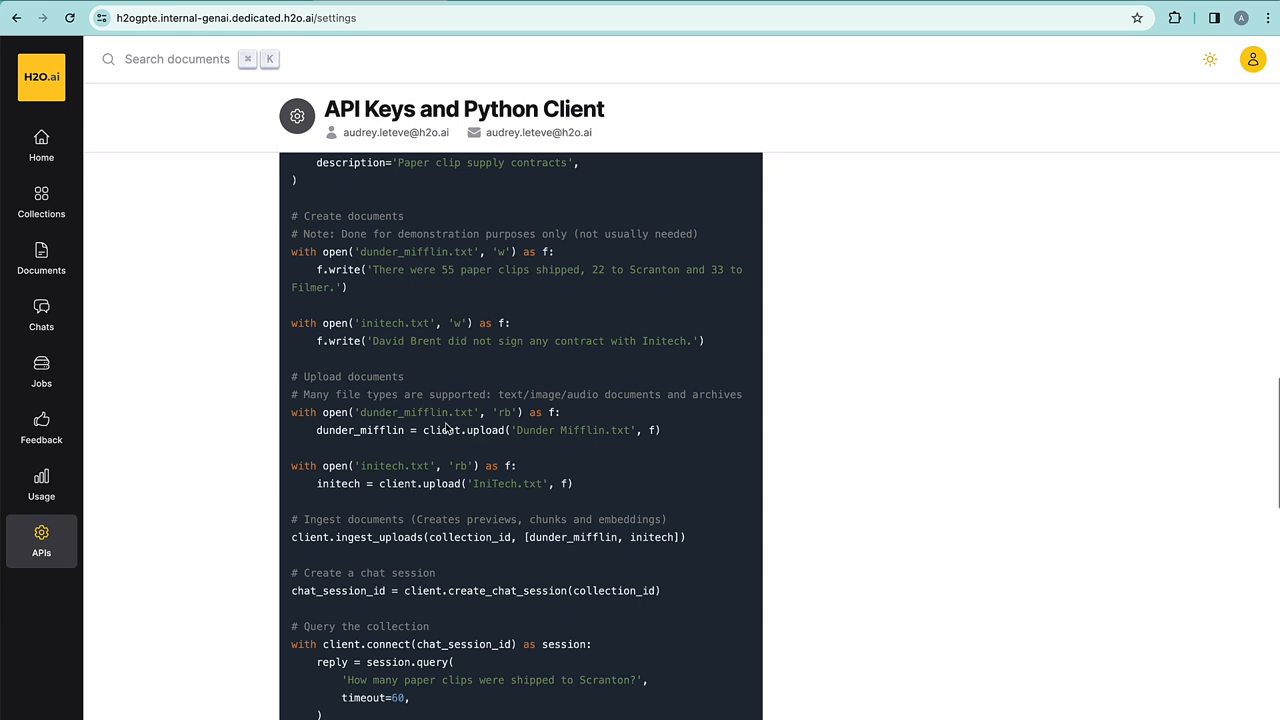 h2ogpte.internal-genai.dedicated.h2o.ai/settings
A
H2O.ai
Search documents ⌘ K
API Keys and Python Client
audrey.leteve@h2o.ai audrey.leteve@h2o.ai
Home
Collections
Documents
Chats
Jobs
Feedback
Usage
APIs
description='Paper clip supply contracts',
)
# Create documents
# Note: Done for demonstration purposes only (not usually needed)
with open('dunder_mifflin.txt', 'w') as f:
f.write('There were 55 paper clips shipped, 22 to Scranton and 33 to
Filmer.')
with open('initech.txt', 'w') as f:
f.write('David Brent did not sign any contract with Initech.')
# Upload documents
# Many file types are supported: text/image/audio documents and archives
with open('dunder_mifflin.txt', 'rb') as f:
dunder_mifflin = client.upload('Dunder Mifflin.txt', f)
with open('initech.txt', 'rb') as f:
initech = client.upload('IniTech.txt', f)
# Ingest documents (Creates previews, chunks and embeddings)
client.ingest_uploads(collection_id, [dunder_mifflin, initech])
# Create a chat session
chat_session_id = client.create_chat_session(collection_id)
# Query the collection
with client.connect(chat_session_id) as session:
reply = session.query(
'How many paper clips were shipped to Scranton?',
timeout=60,
)